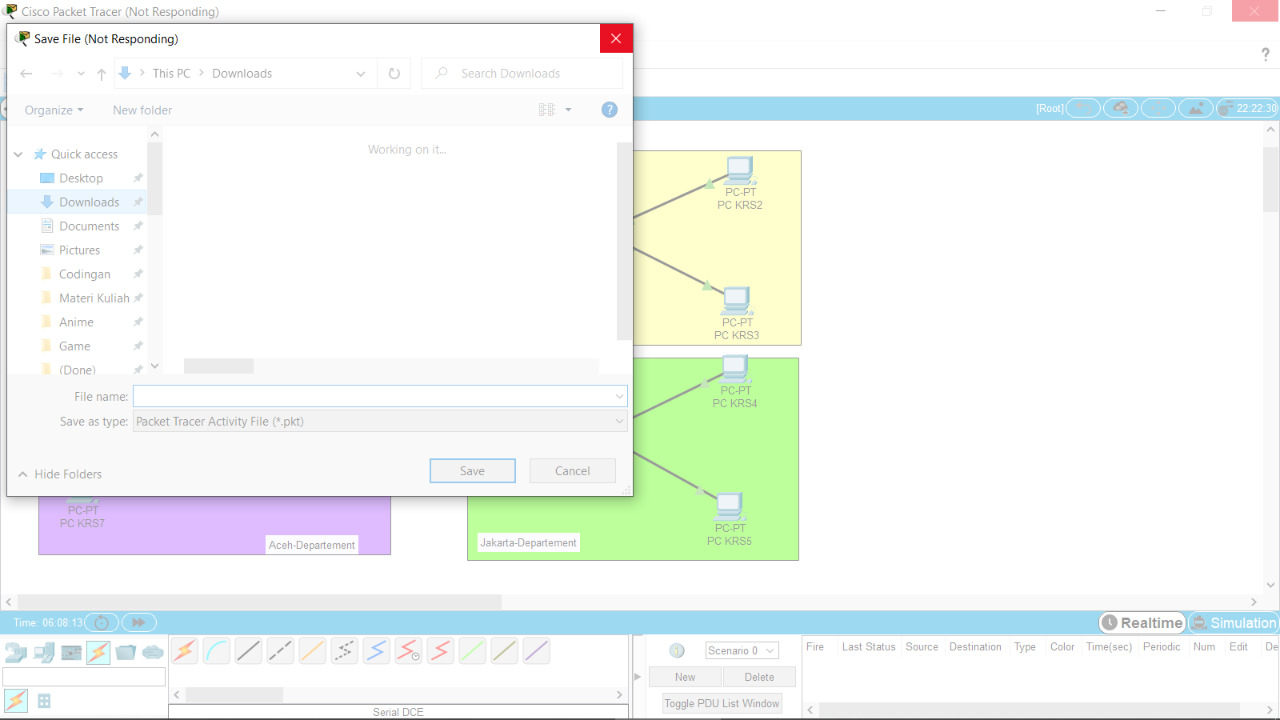 Cisco Packet Tracer (Not Responding)
Save File (Not Responding)
This PC
Downloads
Search Downloads
Organize
New folder
[Root]
22:22:30
Working on it...
Quick access
Desktop
Downloads
Documents
Pictures
Codingan
Materi Kuliah
Anime
Game
(Done)
File name:
Save as type: Packet Tracer Activity File (*.pkt)
Hide Folders
Save
Cancel
PC-PT
PC KRS2
PC-PT
PC KRS3
PC-PT
PC KRS4
PC-PT
PC KRS5
Jakarta-Departement
PC-PT
PC KRS7
Aceh-Departement
Time: 06:08:13
Realtime
Simulation
Scenario 0
New
Delete
Toggle PDU List Window
Fire Last Status Source Destination Type Color Time(sec) Periodic Num Edit De
Serial DCE